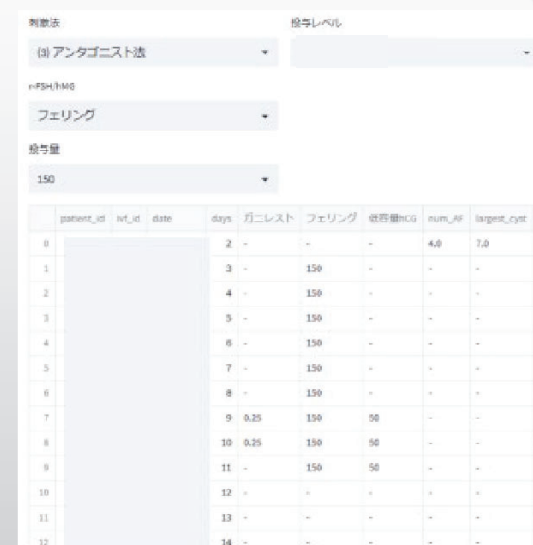 刺激法 投与レベル
(3) アンタゴニスト法
rFSH/hMG
フェリング
投与量
150
patient_id ivf_id date days ガニレスト フェリング 低容量hCG num_AF largest_cyst
0 2 - - - 4.0 7.0
1 3 - 150 - - -
2 4 - 150 - - -
3 5 - 150 - - -
4 6 - 150 - - -
5 7 - 150 - - -
6 8 - 150 - - -
7 9 0.25 150 50 - -
8 10 0.25 150 50 - -
9 11 - 150 50 - -
10 12 - - - - -
11 13 - - - - -
12 14 - - - - -